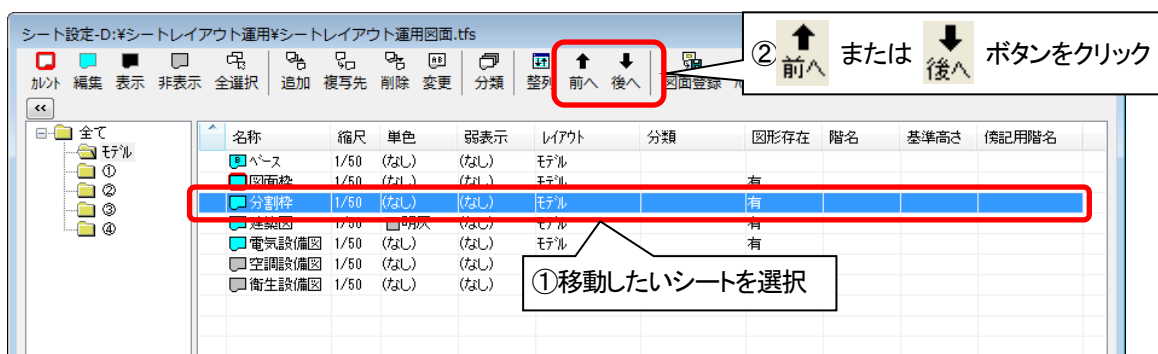 シート設定-D:¥シートレイアウト運用¥シートレイアウト運用図面.tfs
② 前へ または 後へ ボタンをクリック
ｶﾚﾝﾄ 編集 表示 非表示 全選択 追加 複写先 削除 変更 分類 整列 前へ 後へ 図面登録
<<
全て
ﾓﾃﾞﾙ
①
②
③
④
名称 縮尺 単色 弱表示 ﾚｲｱｳﾄ 分類 図形存在 階名 基準高さ 傍記用階名
ﾍﾞｰｽ 1/50 (なし) (なし) ﾓﾃﾞﾙ
図面枠 1/50 (なし) (なし) ﾓﾃﾞﾙ 有
分割枠 1/50 (なし) (なし) ﾓﾃﾞﾙ 有
建築図 1/50 明灰 (なし) ﾓﾃﾞﾙ 有
電気設備図 1/50 (なし) (なし) ﾓﾃﾞﾙ 有
空調設備図 1/50 (なし) (なし)
衛生設備図 1/50 (なし) (なし)
①移動したいシートを選択